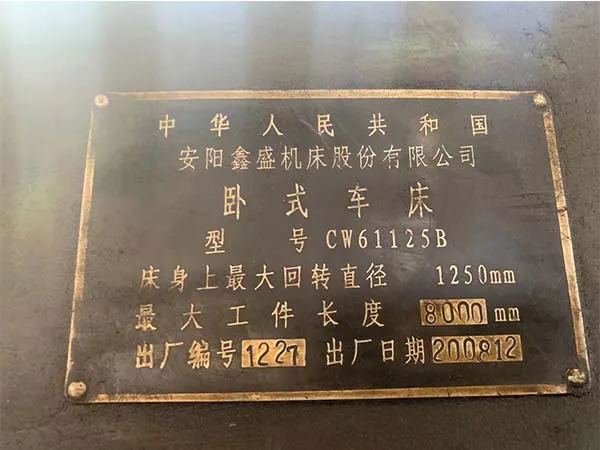 中华人民共和国
安阳鑫盛机床股份有限公司
卧式车床
型号 CW61125B
床身上最大回转直径 1250mm
最大工件长度 8000 mm
出厂编号 1227 出厂日期 200812